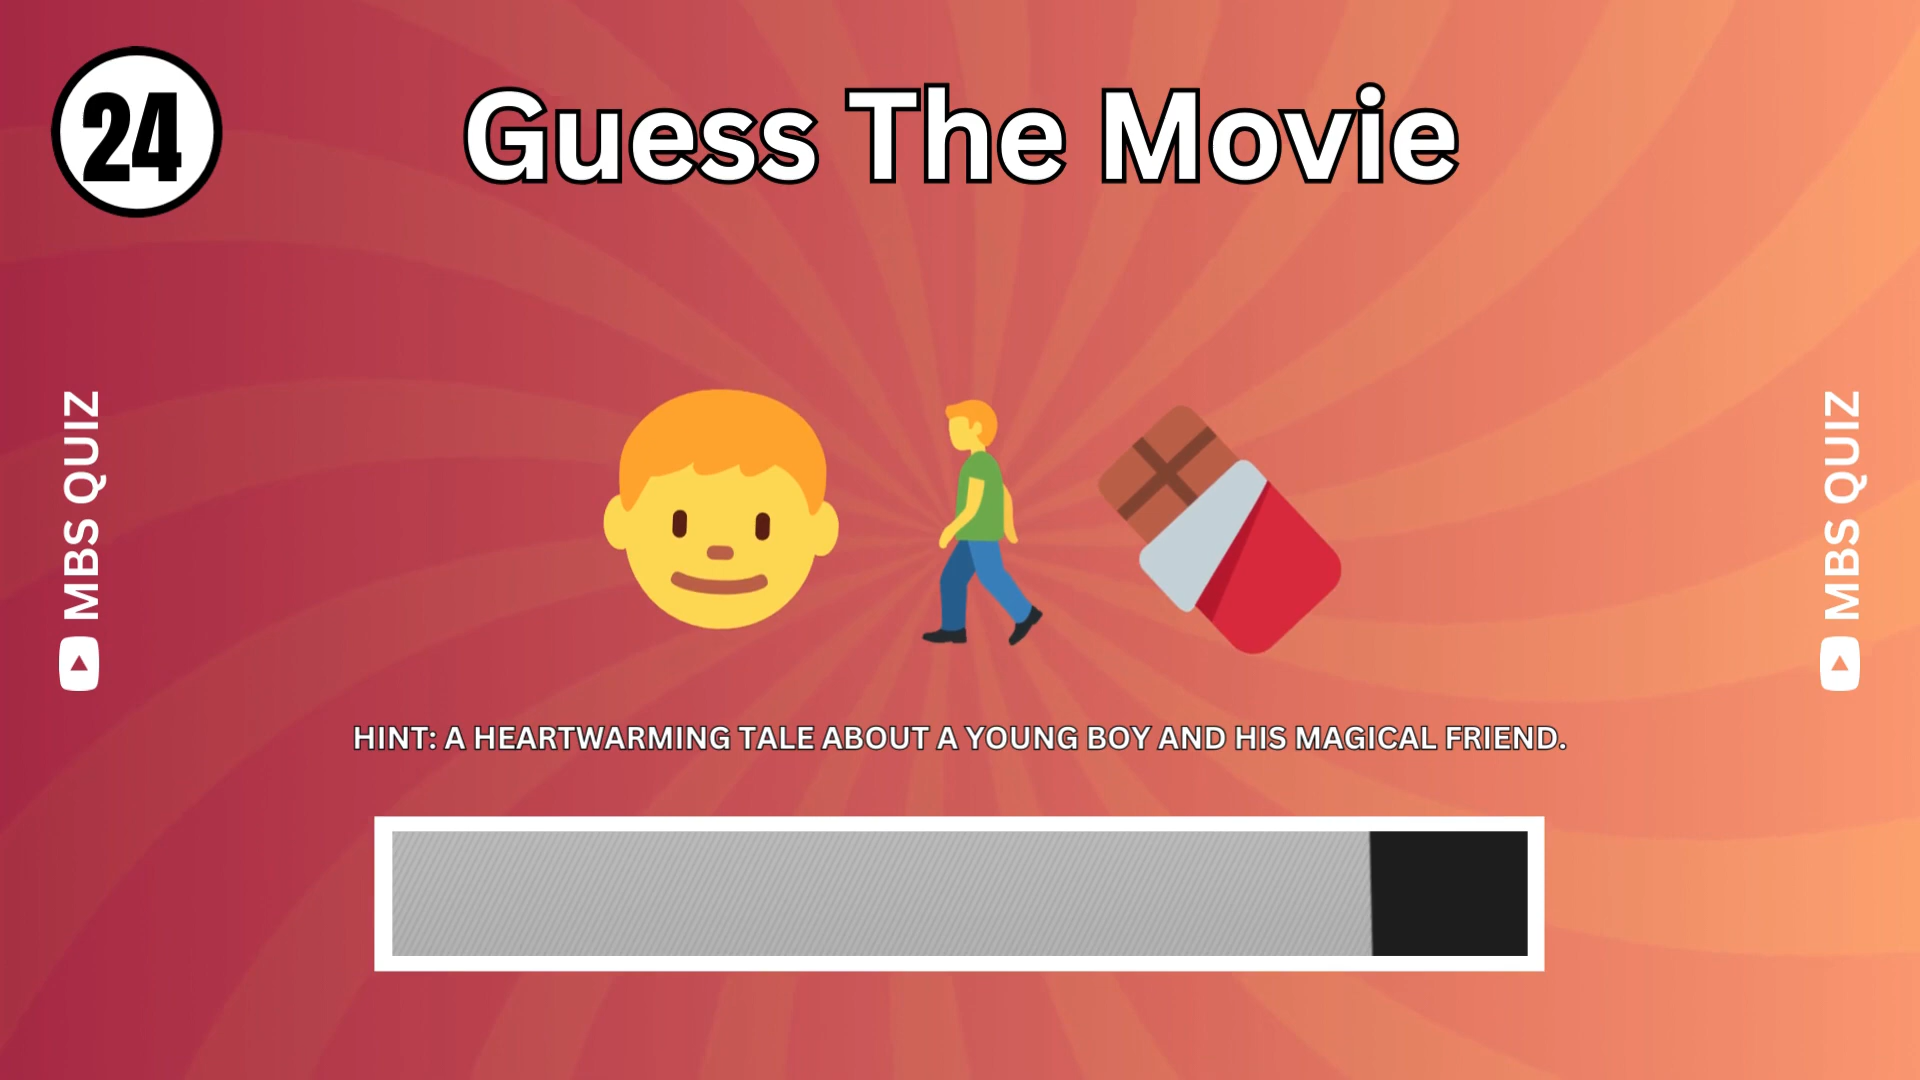 24
Guess The Movie
MBS QUIZ
MBS QUIZ
HINT: A HEARTWARMING TALE ABOUT A YOUNG BOY AND HIS MAGICAL FRIEND.